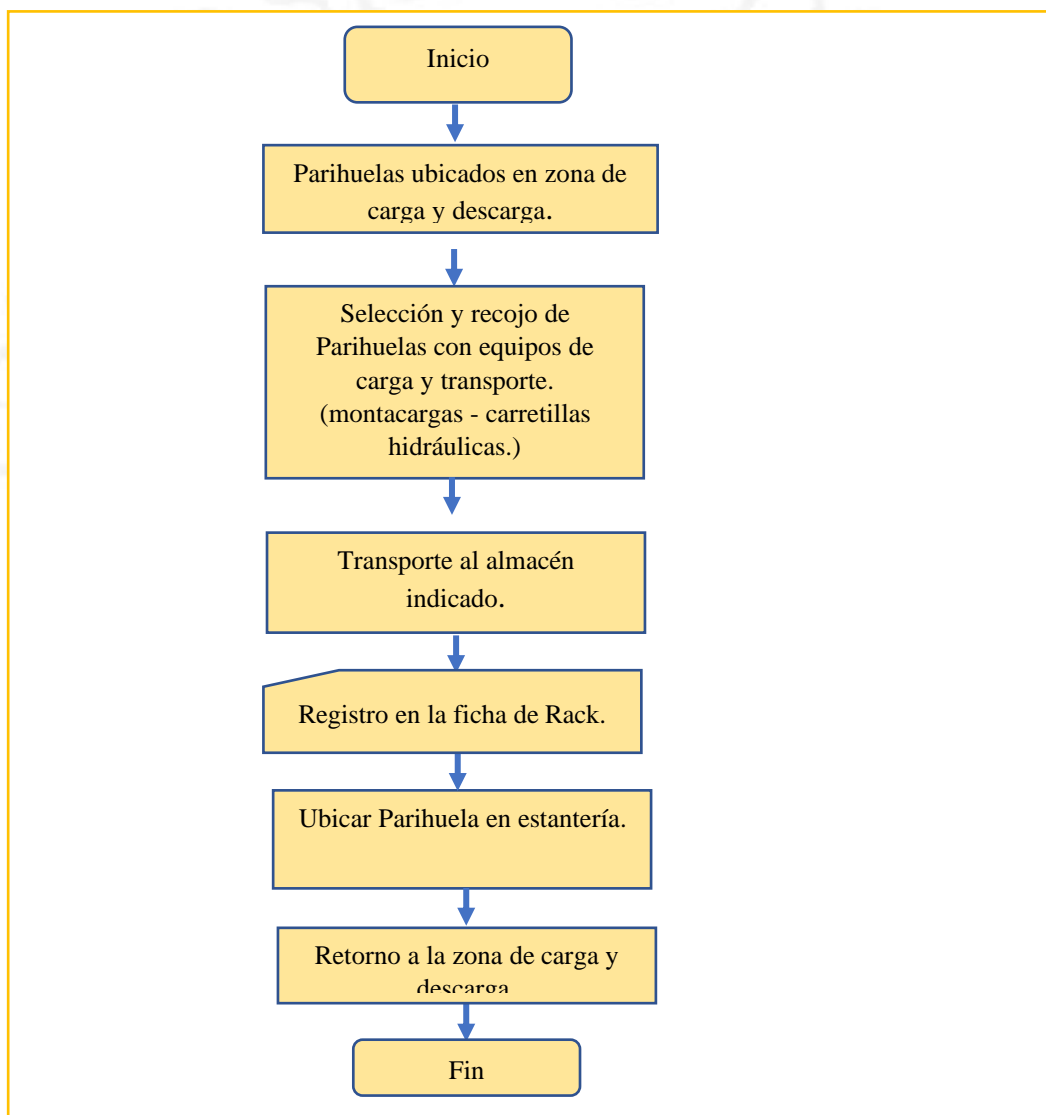 Inicio
Parihuelas ubicados en zona de
carga y descarga.
Selección y recojo de
Parihuelas con equipos de
carga y transporte.
(montacargas - carretillas
hidráulicas.)
Transporte al almacén
indicado.
Registro en la ficha de Rack.
Ubicar Parihuela en estantería.
Retorno a la zona de carga y
descarga
Fin